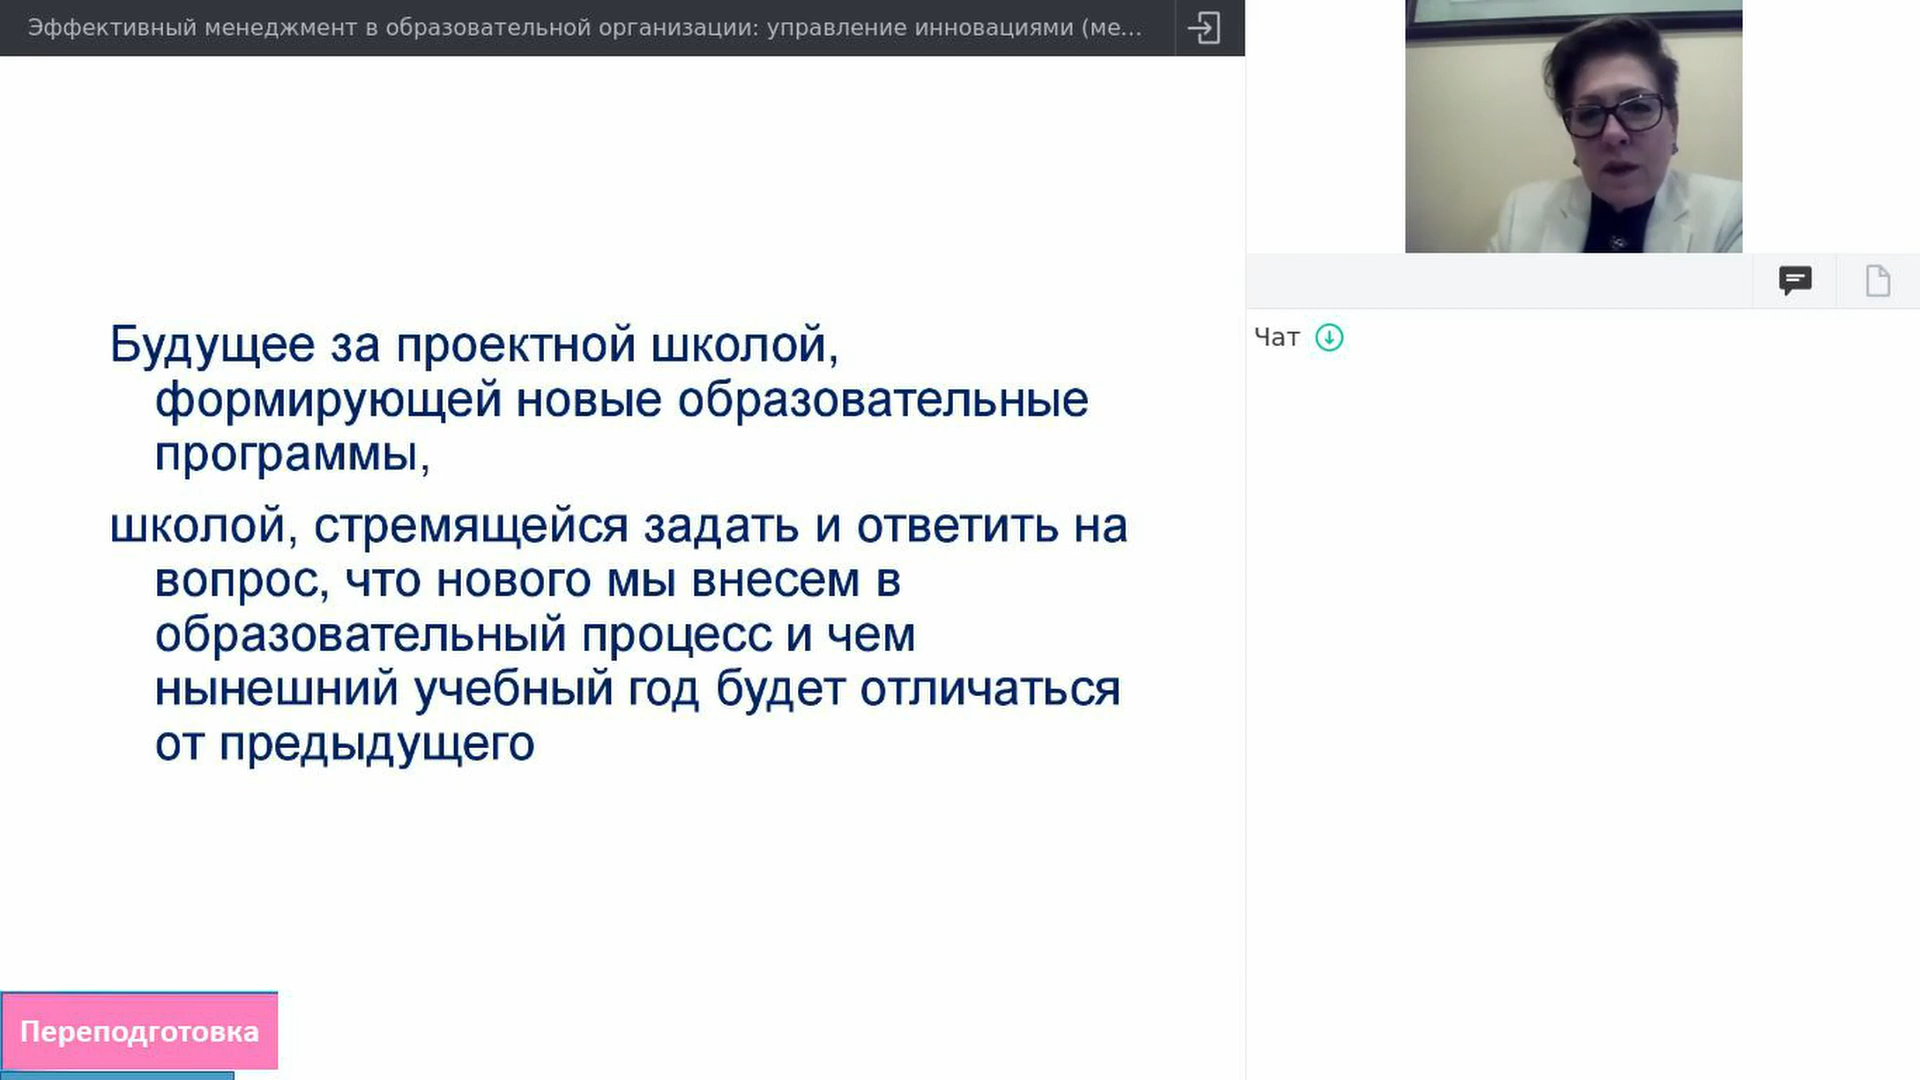 Эффективный менеджмент в образовательной организации: управление инновациями (ме...
Будущее за проектной школой,
формирующей новые образовательные
программы,
школой, стремящейся задать и ответить на
вопрос, что нового мы внесем в
образовательный процесс и чем
нынешний учебный год будет отличаться
от предыдущего
Чат
Переподготовка